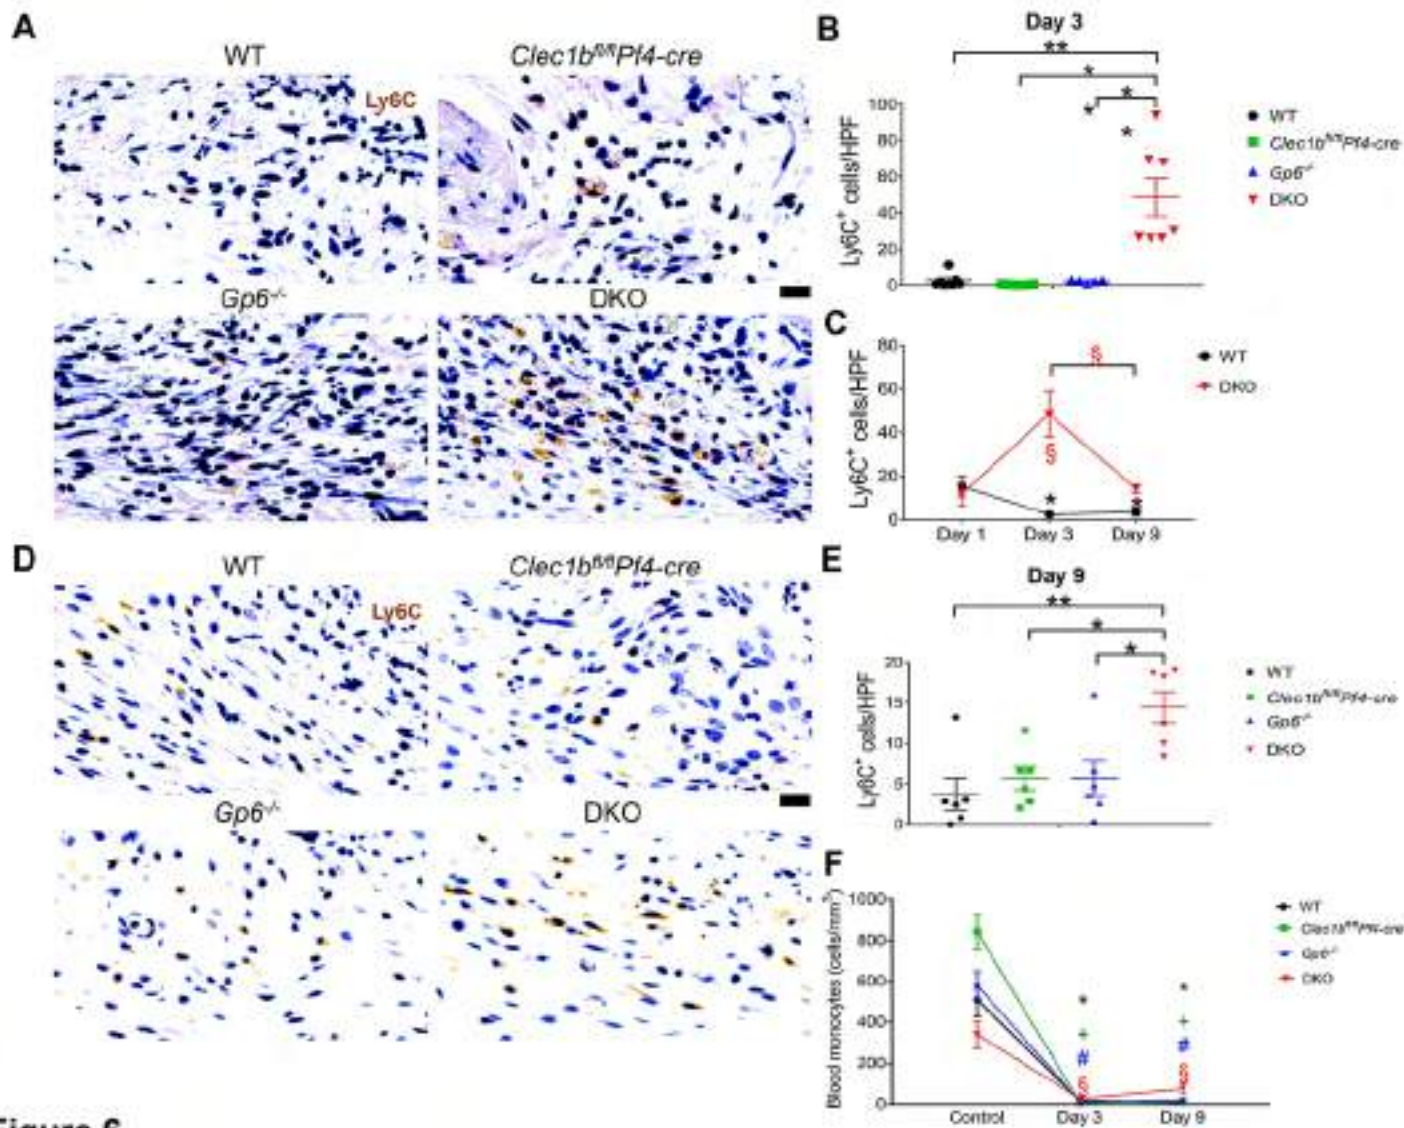 A
WT
Clec1bfl/flPf4-cre
Ly6C
Gp6-/-
DKO
B
Day 3
**
*
*
*
*
Ly6C+ cells/HPF
100
80
60
40
20
0
WT
Clec1bfl/flPf4-cre
Gp6-/-
DKO
C
Ly6C+ cells/HPF
80
60
40
20
0
§
§
*
*
Day 1
Day 3
Day 9
WT
DKO
D
WT
Clec1bfl/flPf4-cre
Ly6C
Gp6-/-
DKO
E
Day 9
**
*
*
Ly6C+ cells/HPF
20
15
10
5
0
WT
Clec1bfl/flPf4-cre
Gp6-/-
DKO
F
Blood monocytes (cells/mm3)
1000
800
600
400
200
0
*
+
#
§
*
+
#
§
Control
Day 3
Day 9
WT
Clec1bfl/flPf4-cre
Gp6-/-
DKO
Figure 6